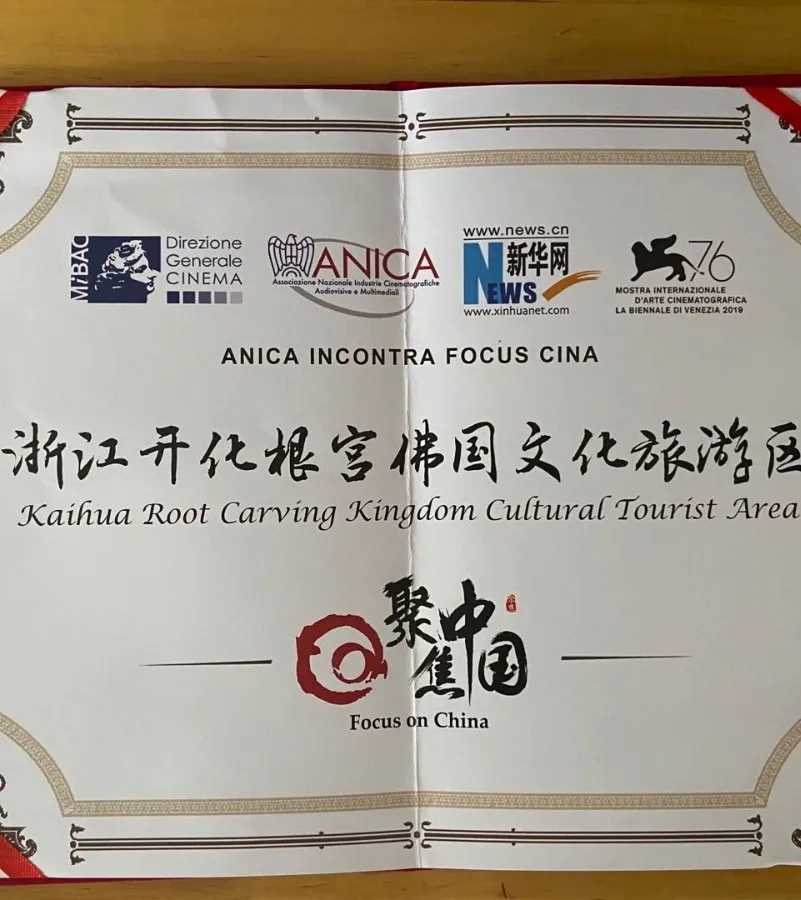 MiBAC
Direzione
Generale
CINEMA
ANICA
Associazione Nazionale Industrie Cinematografiche
Audiovisive e Multimediali
www.news.cn
新华网
NEWS
www.xinhuanet.com
76
MOSTRA INTERNAZIONALE
D'ARTE CINEMATOGRAFICA
LA BIENNALE DI VENEZIA 2019
ANICA INCONTRA FOCUS CINA
浙江开化根宫佛国文化旅游区
Kaihua Root Carving Kingdom Cultural Tourist Area
聚焦中国
Focus on China